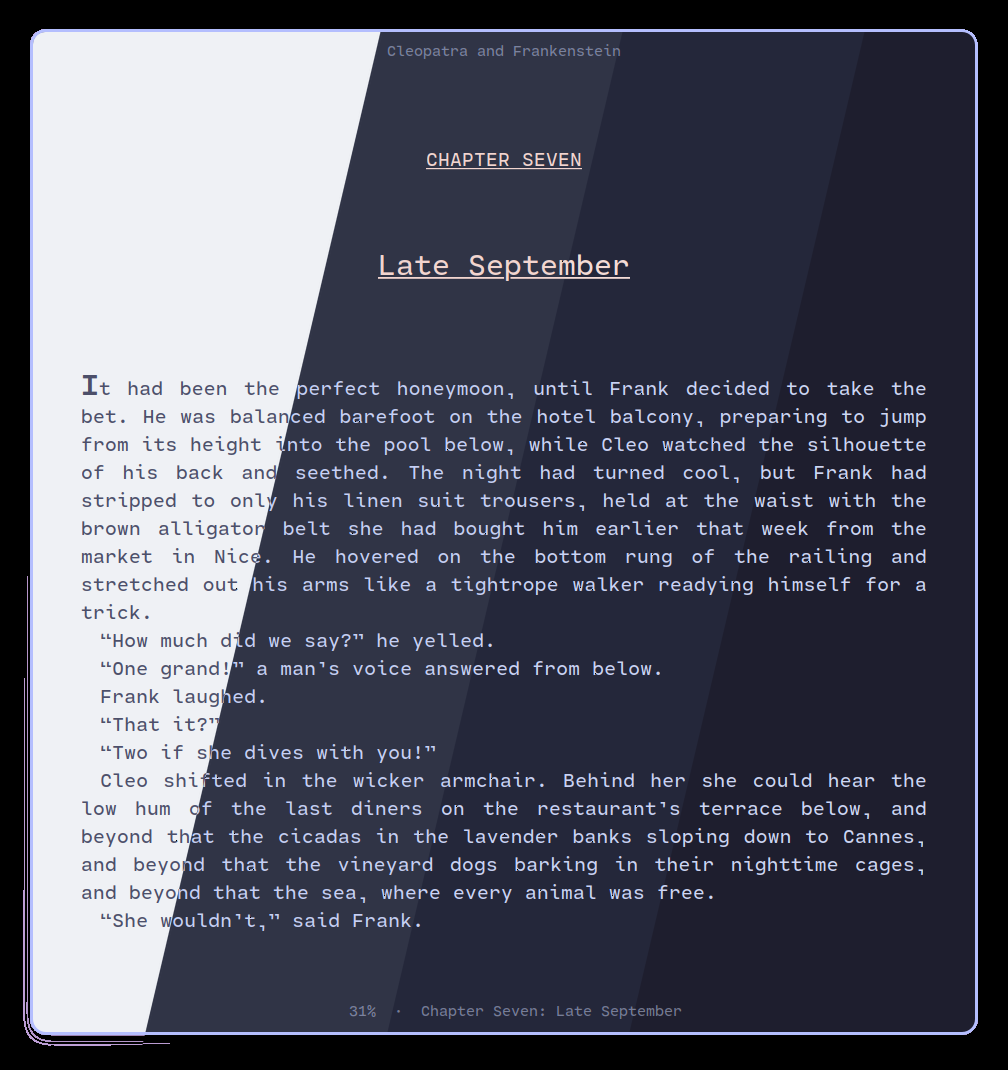 Cleopatra and Frankenstein
CHAPTER SEVEN
Late September
It had been the perfect honeymoon, until Frank decided to take the
bet. He was balanced barefoot on the hotel balcony, preparing to jump
from its height into the pool below, while Cleo watched the silhouette
of his back and seethed. The night had turned cool, but Frank had
stripped to only his linen suit trousers, held at the waist with the
brown alligator belt she had bought him earlier that week from the
market in Nice. He hovered on the bottom rung of the railing and
stretched out his arms like a tightrope walker readying himself for a
trick.
“How much did we say?” he yelled.
“One grand!” a man’s voice answered from below.
Frank laughed.
“That it?”
“Two if she dives with you!”
Cleo shifted in the wicker armchair. Behind her she could hear the
low hum of the last diners on the restaurant’s terrace below, and
beyond that the cicadas in the lavender banks sloping down to Cannes,
and beyond that the vineyard dogs barking in their nighttime cages,
and beyond that the sea, where every animal was free.
“She wouldn’t,” said Frank.
31% · Chapter Seven: Late September